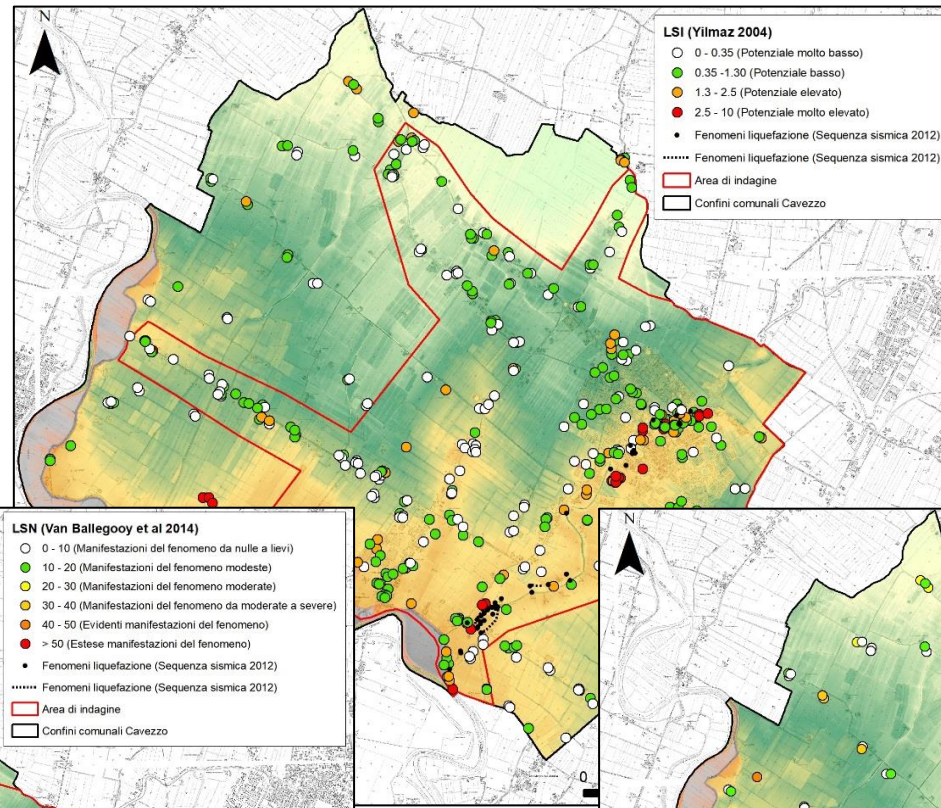 N
LSI (Yilmaz 2004)
0 - 0.35 (Potenziale molto basso)
0.35 -1.30 (Potenziale basso)
1.3 - 2.5 (Potenziale elevato)
2.5 - 10 (Potenziale molto elevato)
Fenomeni liquefazione (Sequenza sismica 2012)
Fenomeni liquefazione (Sequenza sismica 2012)
Area di indagine
Confini comunali Cavezzo
LSN (Van Ballegooy et al 2014)
0 - 10 (Manifestazioni del fenomeno da nulle a lievi)
10 - 20 (Manifestazioni del fenomeno modeste)
20 - 30 (Manifestazioni del fenomeno moderate)
30 - 40 (Manifestazioni del fenomeno da moderate a severe)
40 - 50 (Evidenti manifestazioni del fenomeno)
> 50 (Estese manifestazioni del fenomeno)
Fenomeni liquefazione (Sequenza sismica 2012)
Fenomeni liquefazione (Sequenza sismica 2012)
Area di indagine
Confini comunali Cavezzo
0
N